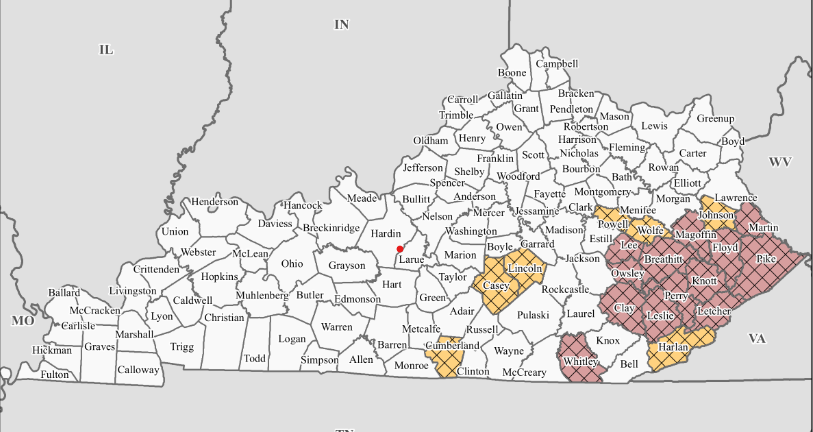 IN
IL
Campbell
Boone
Gallatin
Bracken
Carroll
Grant
Pendleton
Trimble
Mason
Greenup
Owen
Robertson
Lewis
Oldham
Henry
Harrison
Fleming
Boyd
Franklin
Scott
Nicholas
Carter
WV
Jefferson
Shelby
Bourbon
Rowan
Woodford
Bath
Spencer
Elliott
Fayette
Montgomery
Meade
Bullitt
Anderson
Morgan
Lawrence
Henderson
Hancock
Clark
Menifee
Nelson
Mercer
Jessamine
Johnson
Daviess
Breckinridge
Hardin
Washington
Madison
Powell
Martin
Union
Wolfe
Magoffin
Estill
Lee
Floyd
Webster
McLean
Larue
Marion
Boyle
Garrard
Jackson
Breathitt
Pike
Crittenden
Ohio
Grayson
Lincoln
Owsley
Hopkins
Taylor
Knott
Ballard
Livingston
Muhlenberg
Butler
Edmonson
Hart
Green
Casey
Rockcastle
Perry
Caldwell
McCracken
Lyon
Christian
Adair
Pulaski
Laurel
Clay
Leslie
Letcher
MO
Carlisle
Marshall
Warren
Metcalfe
Russell
Hickman
Graves
Trigg
Logan
Barren
Cumberland
Wayne
Knox
Harlan
VA
Todd
Simpson
Allen
Monroe
Whitley
Bell
Fulton
Calloway
Clinton
McCreary
TN